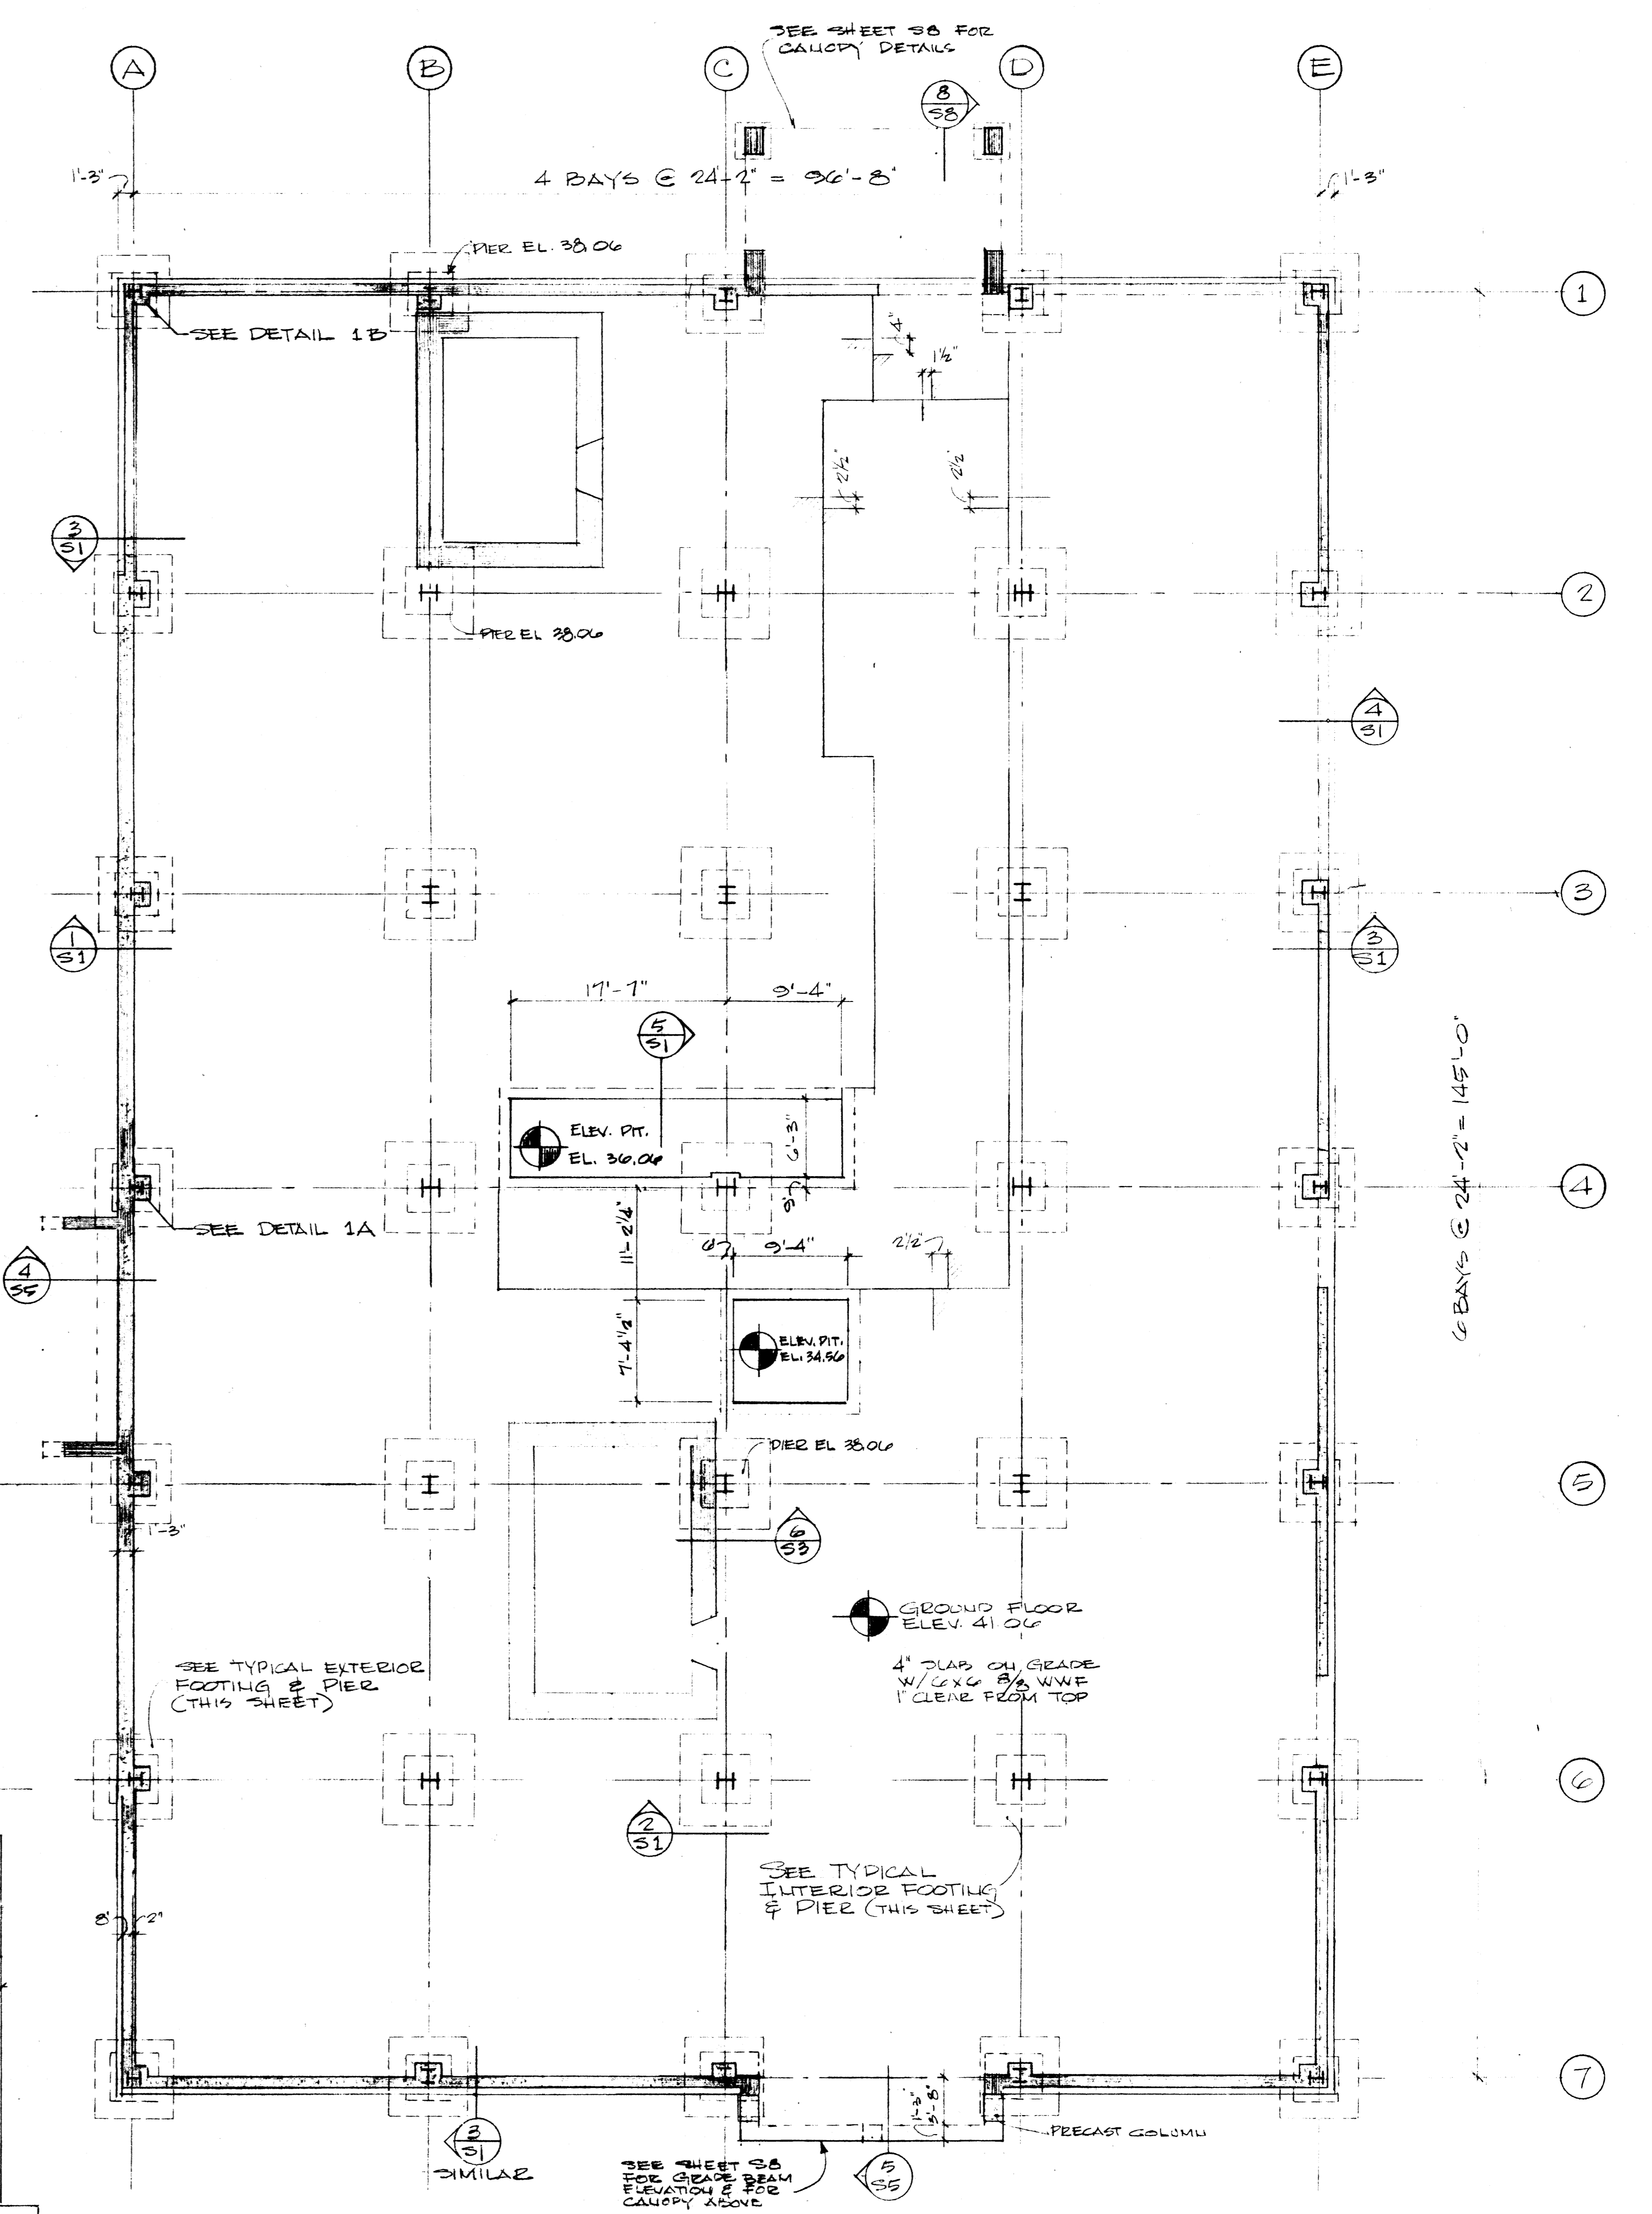 SEE SHEET S8 FOR
CANOPY DETAILS
A
B
C
D
E
8
S8
1'-3"
4 BAYS @ 24'-2" = 96'-8"
1'-3"
PIER EL. 38.06
1
SEE DETAIL 1B
4"
1½"
2½"
2½"
3
S1
2
PIER EL 38.06
4
S1
3
1
S1
3
S1
17'-7"
9'-4"
5
S1
6 BAYS @ 24'-2" = 145'-0"
ELEV. PIT.
EL. 36.06
6'-3"
9"
4
SEE DETAIL 1A
11'-2¼"
6"
9'-4"
2½"
4
S5
7'-4½"
ELEV. PIT.
EL. 34.56
PIER EL 38.06
5
1'-3"
6
S3
GROUND FLOOR
ELEV. 41.06
4" SLAB ON GRADE
W/ 6X6 8/8 WWF
1" CLEAR FROM TOP
SEE TYPICAL EXTERIOR
FOOTING & PIER
(THIS SHEET)
6
2
S1
SEE TYPICAL
INTERIOR FOOTING
& PIER (THIS SHEET)
8"
2"
7
1'-3"
3'-8"
PRECAST COLUMN
3
S1
SIMILAR
SEE SHEET S8
FOR GRADE BEAM
ELEVATION & FOR
CANOPY ABOVE
5
S5